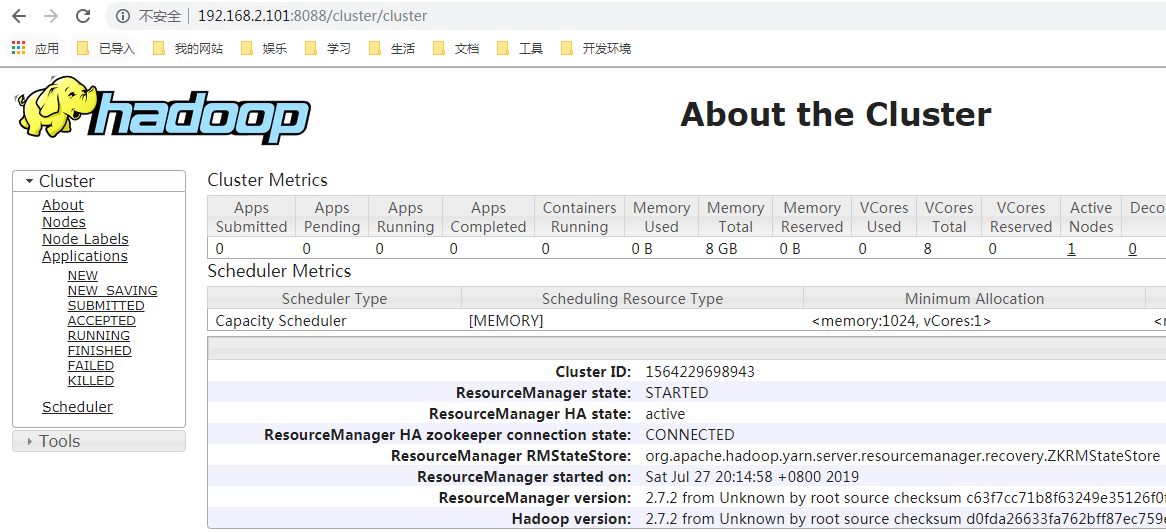 不安全 | 192.168.2.101:8088/cluster/cluster
应用 已导入 我的网站 娱乐 学习 生活 文档 工具 开发环境
hadoop
About the Cluster
Cluster
About
Nodes
Node Labels
Applications
NEW
NEW_SAVING
SUBMITTED
ACCEPTED
RUNNING
FINISHED
FAILED
KILLED
Scheduler
Tools
Cluster Metrics
Apps Submitted Apps Pending Apps Running Apps Completed Containers Running Memory Used Memory Total Memory Reserved VCores Used VCores Total VCores Reserved Active Nodes Deco
0 0 0 0 0 0 B 8 GB 0 B 0 8 0 1 0
Scheduler Metrics
Scheduler Type Scheduling Resource Type Minimum Allocation
Capacity Scheduler [MEMORY] <memory:1024, vCores:1>
Cluster ID: 1564229698943
ResourceManager state: STARTED
ResourceManager HA state: active
ResourceManager HA zookeeper connection state: CONNECTED
ResourceManager RMStateStore: org.apache.hadoop.yarn.server.resourcemanager.recovery.ZKRMStateStore
ResourceManager started on: Sat Jul 27 20:14:58 +0800 2019
ResourceManager version: 2.7.2 from Unknown by root source checksum c63f7cc71b8f63249e35126f0f
Hadoop version: 2.7.2 from Unknown by root source checksum d0fda26633fa762bff87ec759e